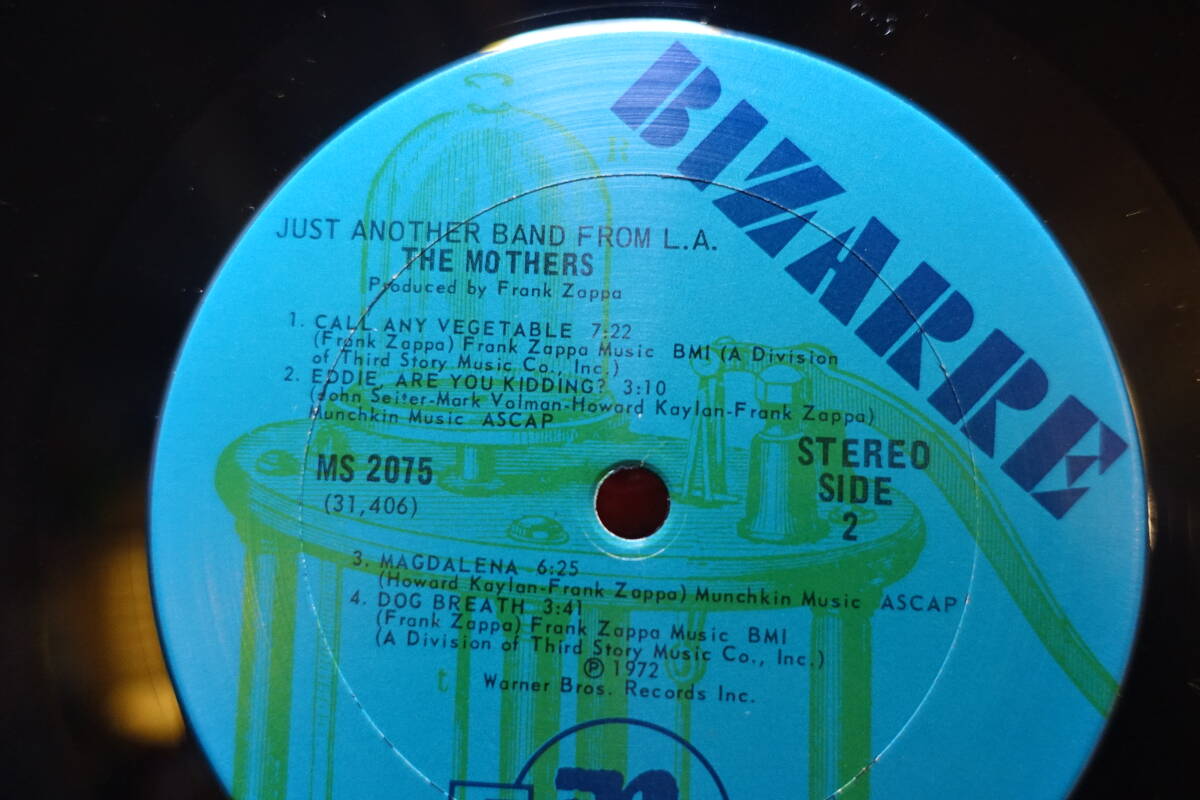 BIZARRE
JUST ANOTHER BAND FROM L.A.
THE MOTHERS
Produced by Frank Zappa
1. CALL ANY VEGETABLE 7:22
(Frank Zappa) Frank Zappa Music BMI (A Division
of Third Story Music Co., Inc.)
2. EDDIE, ARE YOU KIDDING? 3:10
(John Seiter-Mark Volman-Howard Kaylan-Frank Zappa)
Munchkin Music ASCAP
MS 2075
(31,406)
STEREO
SIDE
2
3. MAGDALENA 6:25
(Howard Kaylan-Frank Zappa) Munchkin Music ASCAP
4. DOG BREATH 3:41
(Frank Zappa) Frank Zappa Music BMI
(A Division of Third Story Music Co., Inc.)
℗ 1972
Warner Bros. Records Inc.
R
t